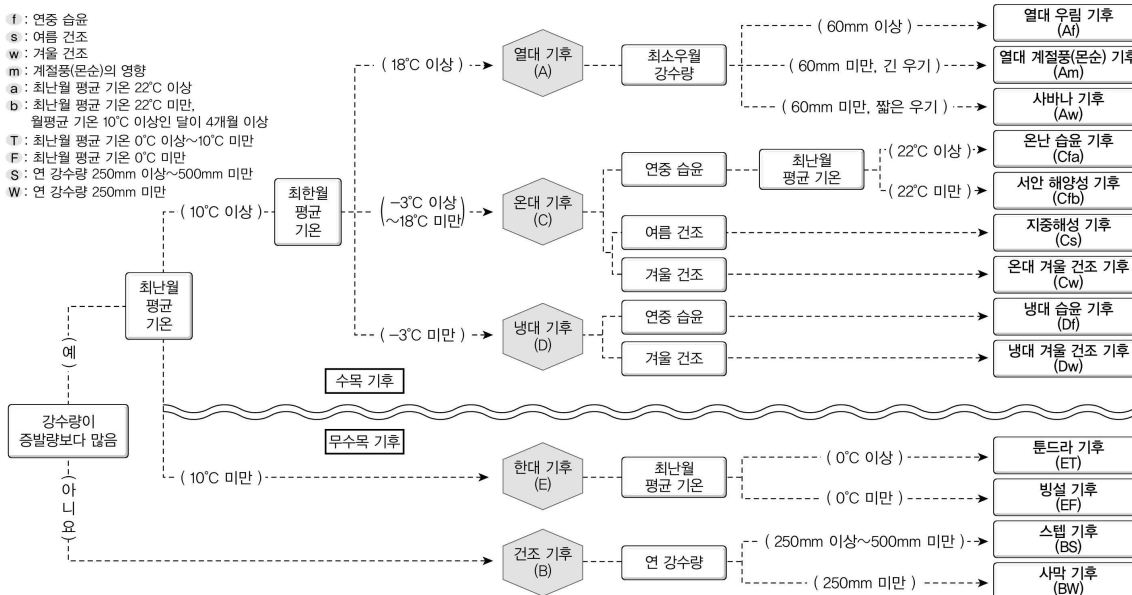 f : 연중 습윤
s : 여름 건조
w : 겨울 건조
m : 계절풍(몬순)의 영향
a : 최난월 평균 기온 22℃ 이상
b : 최난월 평균 기온 22℃ 미만,
월평균 기온 10℃ 이상인 달이 4개월 이상
T : 최난월 평균 기온 0℃ 이상~10℃ 미만
F : 최난월 평균 기온 0℃ 미만
S : 연 강수량 250mm 이상~500mm 미만
W : 연 강수량 250mm 미만
강수량이
증발량보다 많음
(예)
(아니요)
최난월
평균
기온
(10℃ 이상)
(10℃ 미만)
최한월
평균
기온
(18℃ 이상)
(-3℃ 이상
~18℃ 미만)
(-3℃ 미만)
열대 기후
(A)
최소우월
강수량
(60mm 이상)
열대 우림 기후
(Af)
(60mm 미만, 긴 우기)
열대 계절풍(몬순) 기후
(Am)
(60mm 미만, 짧은 우기)
사바나 기후
(Aw)
온대 기후
(C)
연중 습윤
최난월
평균 기온
(22℃ 이상)
온난 습윤 기후
(Cfa)
(22℃ 미만)
서안 해양성 기후
(Cfb)
여름 건조
지중해성 기후
(Cs)
겨울 건조
온대 겨울 건조 기후
(Cw)
냉대 기후
(D)
연중 습윤
냉대 습윤 기후
(Df)
겨울 건조
냉대 겨울 건조 기후
(Dw)
수목 기후
무수목 기후
한대 기후
(E)
최난월
평균 기온
(0℃ 이상)
툰드라 기후
(ET)
(0℃ 미만)
빙설 기후
(EF)
건조 기후
(B)
연 강수량
(250mm 이상~500mm 미만)
스텝 기후
(BS)
(250mm 미만)
사막 기후
(BW)